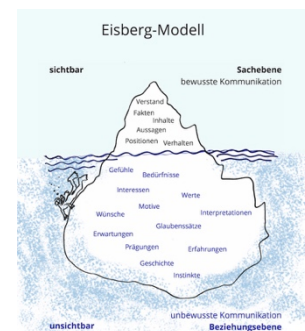 Eisberg-Modell
sichtbar Sachebene
bewusste Kommunikation
Verstand
Fakten
Inhalte
Aussagen
Positionen Verhalten
Gefühle Bedürfnisse
Interessen Werte
Motive
Wünsche Interpretationen
Glaubenssätze
Erwartungen
Prägungen Erfahrungen
Geschichte
Instinkte
unbewusste Kommunikation
unsichtbar Beziehungsebene